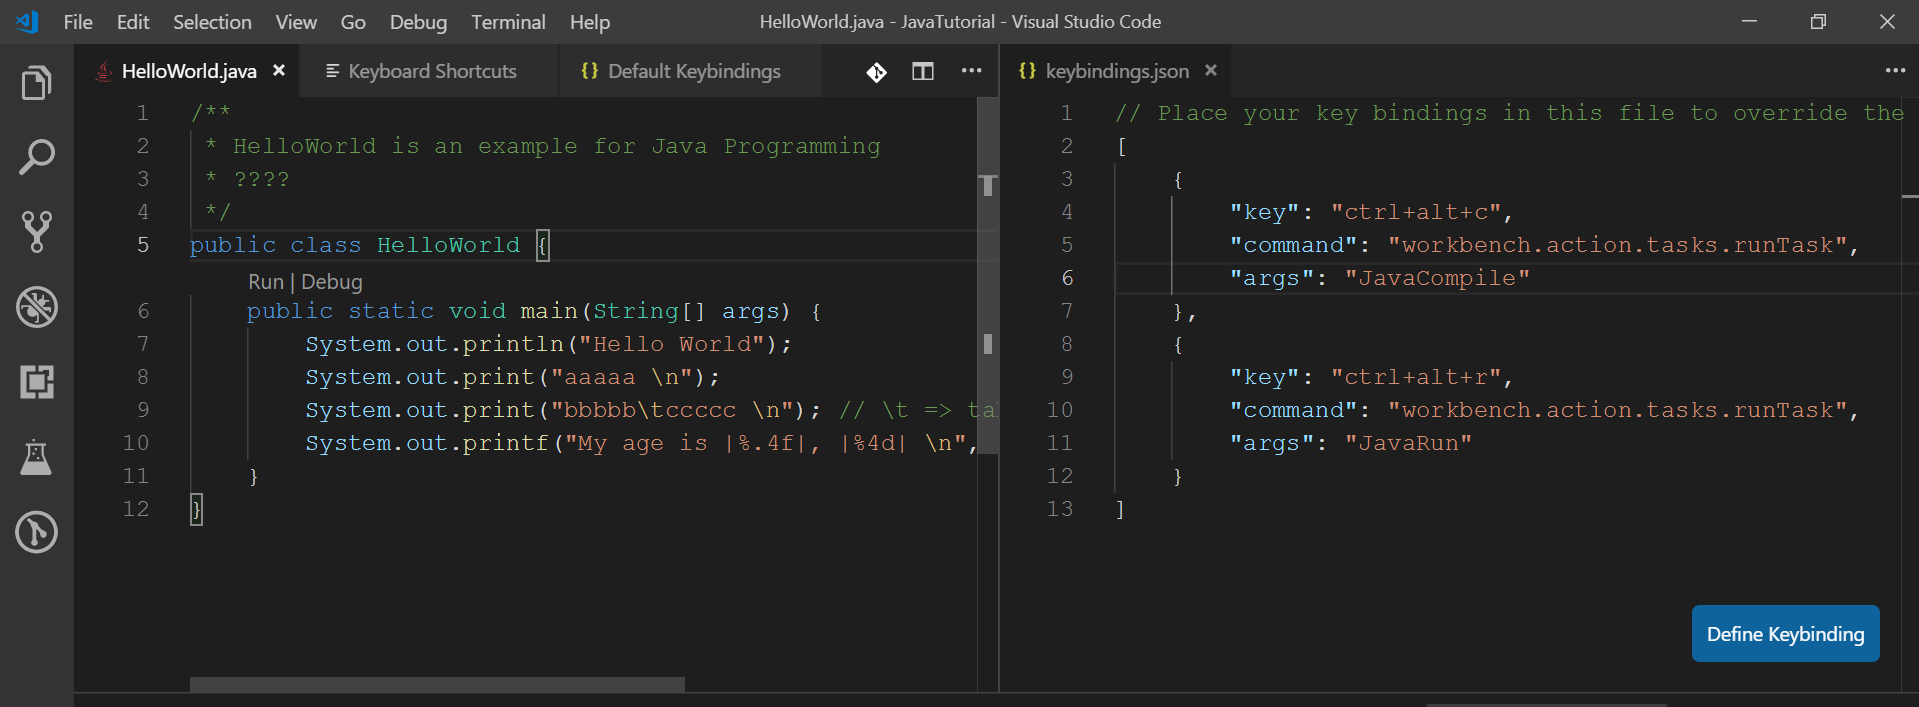 File Edit Selection View Go Debug Terminal Help HelloWorld.java - JavaTutorial - Visual Studio Code
HelloWorld.java Keyboard Shortcuts {} Default Keybindings
1 /**
2 * HelloWorld is an example for Java Programming
3 * ????
4 */
5 public class HelloWorld {
Run | Debug
6 public static void main(String[] args) {
7 System.out.println("Hello World");
8 System.out.print("aaaaa \n");
9 System.out.print("bbbbb\tccccc \n"); // \t =>
10 System.out.printf("My age is |%.4f|, |%4d| \n",
11 }
12 }
{} keybindings.json
1 // Place your key bindings in this file to override the
2 [
3 {
4 "key": "ctrl+alt+c",
5 "command": "workbench.action.tasks.runTask",
6 "args": "JavaCompile"
7 },
8 {
9 "key": "ctrl+alt+r",
10 "command": "workbench.action.tasks.runTask",
11 "args": "JavaRun"
12 }
13 ]
Define Keybinding